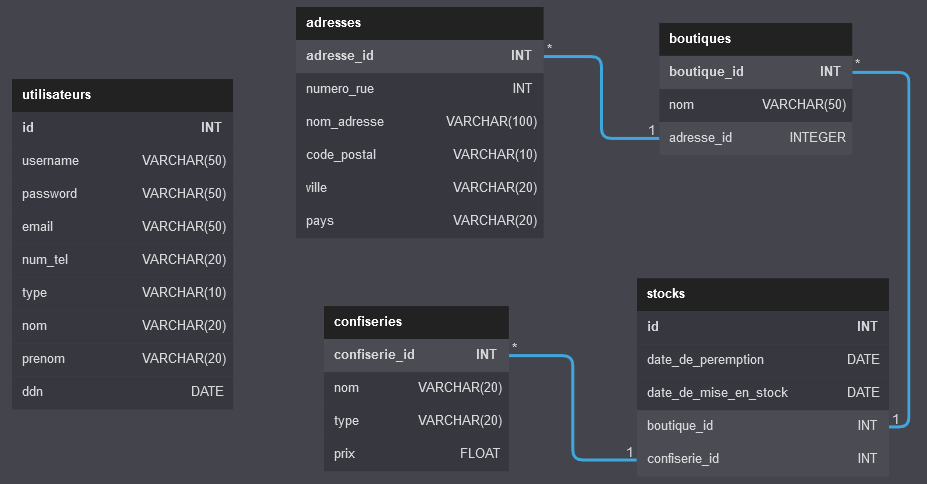 utilisateurs
id INT
username VARCHAR(50)
password VARCHAR(50)
email VARCHAR(50)
num_tel VARCHAR(20)
type VARCHAR(10)
nom VARCHAR(20)
prenom VARCHAR(20)
ddn DATE
adresses
adresse_id INT
numero_rue INT
nom_adresse VARCHAR(100)
code_postal VARCHAR(10)
ville VARCHAR(20)
pays VARCHAR(20)
*
1
boutiques
boutique_id INT
nom VARCHAR(50)
adresse_id INTEGER
*
1
confiseries
confiserie_id INT
nom VARCHAR(20)
type VARCHAR(20)
prix FLOAT
*
1
stocks
id INT
date_de_peremption DATE
date_de_mise_en_stock DATE
boutique_id INT
confiserie_id INT